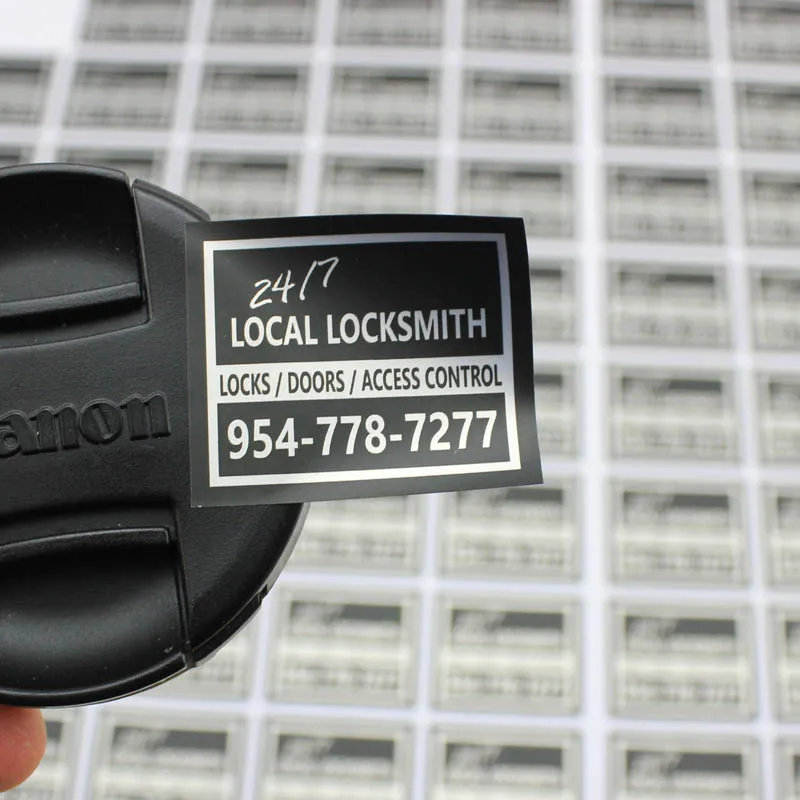 24/7
LOCAL LOCKSMITH
LOCKS / DOORS / ACCESS CONTROL
954-778-7277
anon